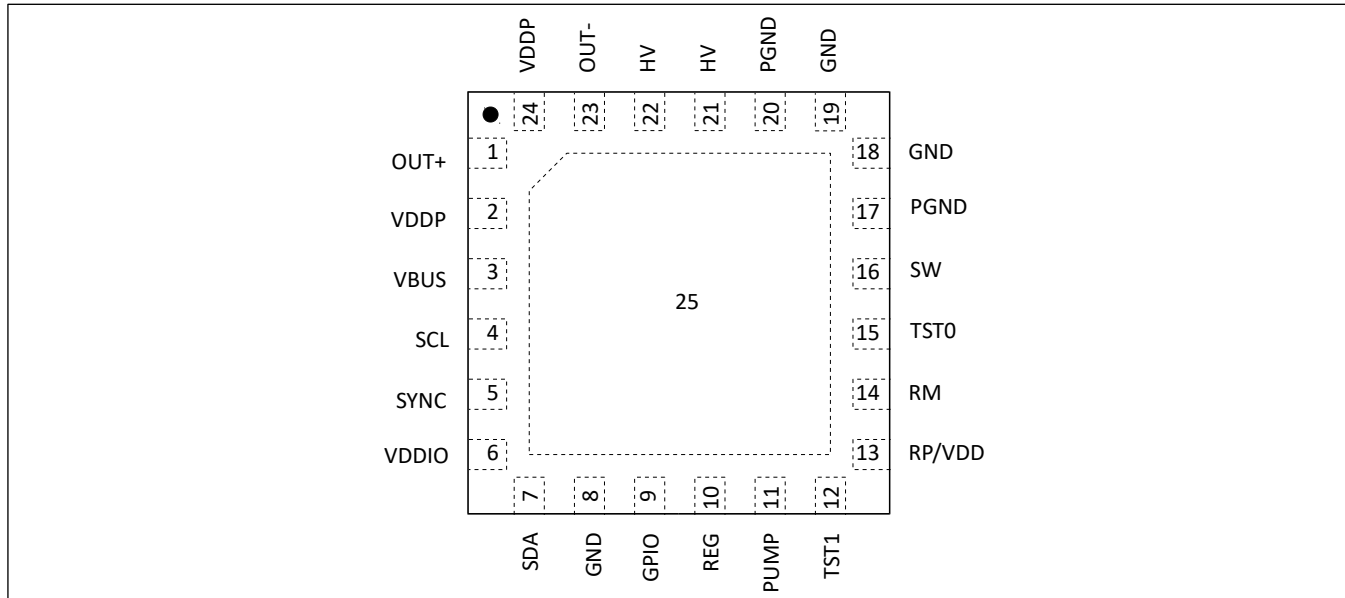 VDDP OUT- HV HV PGND GND
24 23 22 21 20 19
OUT+ 1 18 GND
VDDP 2 17 PGND
VBUS 3 16 SW
25
SCL 4 15 TST0
SYNC 5 14 RM
VDDIO 6 13 RP/VDD
7 8 9 10 11 12
SDA GND GPIO REG PUMP TST1